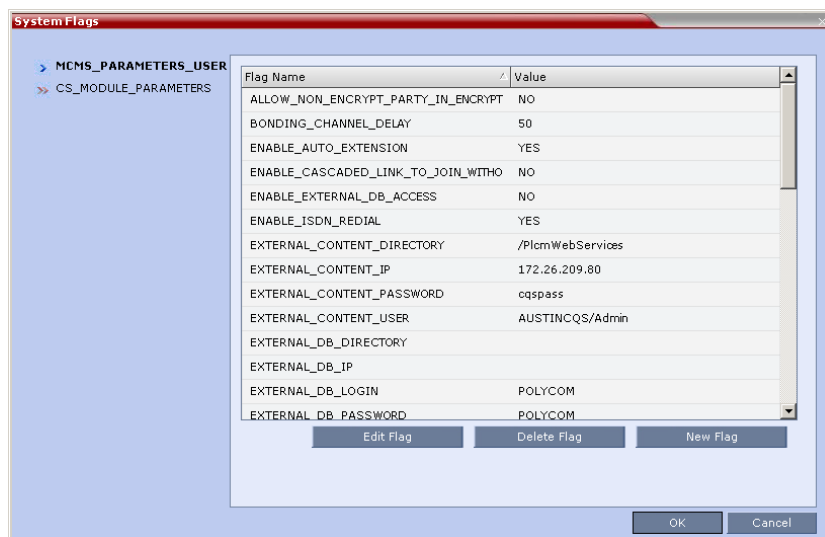 System Flags
MCMS_PARAMETERS_USER
CS_MODULE_PARAMETERS
Flag Name Value
ALLOW_NON_ENCRYPT_PARTY_IN_ENCRYPT NO
BONDING_CHANNEL_DELAY 50
ENABLE_AUTO_EXTENSION YES
ENABLE_CASCADED_LINK_TO_JOIN_WITHO NO
ENABLE_EXTERNAL_DB_ACCESS NO
ENABLE_ISDN_REDIAL YES
EXTERNAL_CONTENT_DIRECTORY /PlcmWebServices
EXTERNAL_CONTENT_IP 172.26.209.80
EXTERNAL_CONTENT_PASSWORD cqspass
EXTERNAL_CONTENT_USER AUSTINCQS/Admin
EXTERNAL_DB_DIRECTORY
EXTERNAL_DB_IP
EXTERNAL_DB_LOGIN POLYCOM
EXTERNAL_DB_PASSWORD POLYCOM
Edit Flag Delete Flag New Flag
OK Cancel